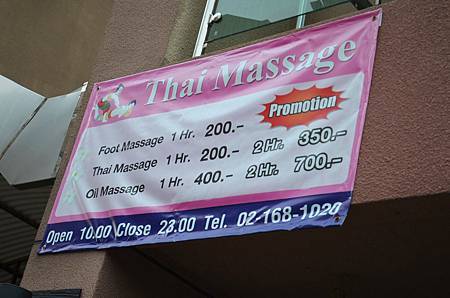 Thai Massage
Promotion
Foot Massage 1 Hr. 200.-
Thai Massage 1 Hr. 200.- 2 Hr. 350.-
Oil Massage 1 Hr. 400.- 2 Hr. 700.-
Open 10.00 Close 23.00 Tel. 02-168-1020